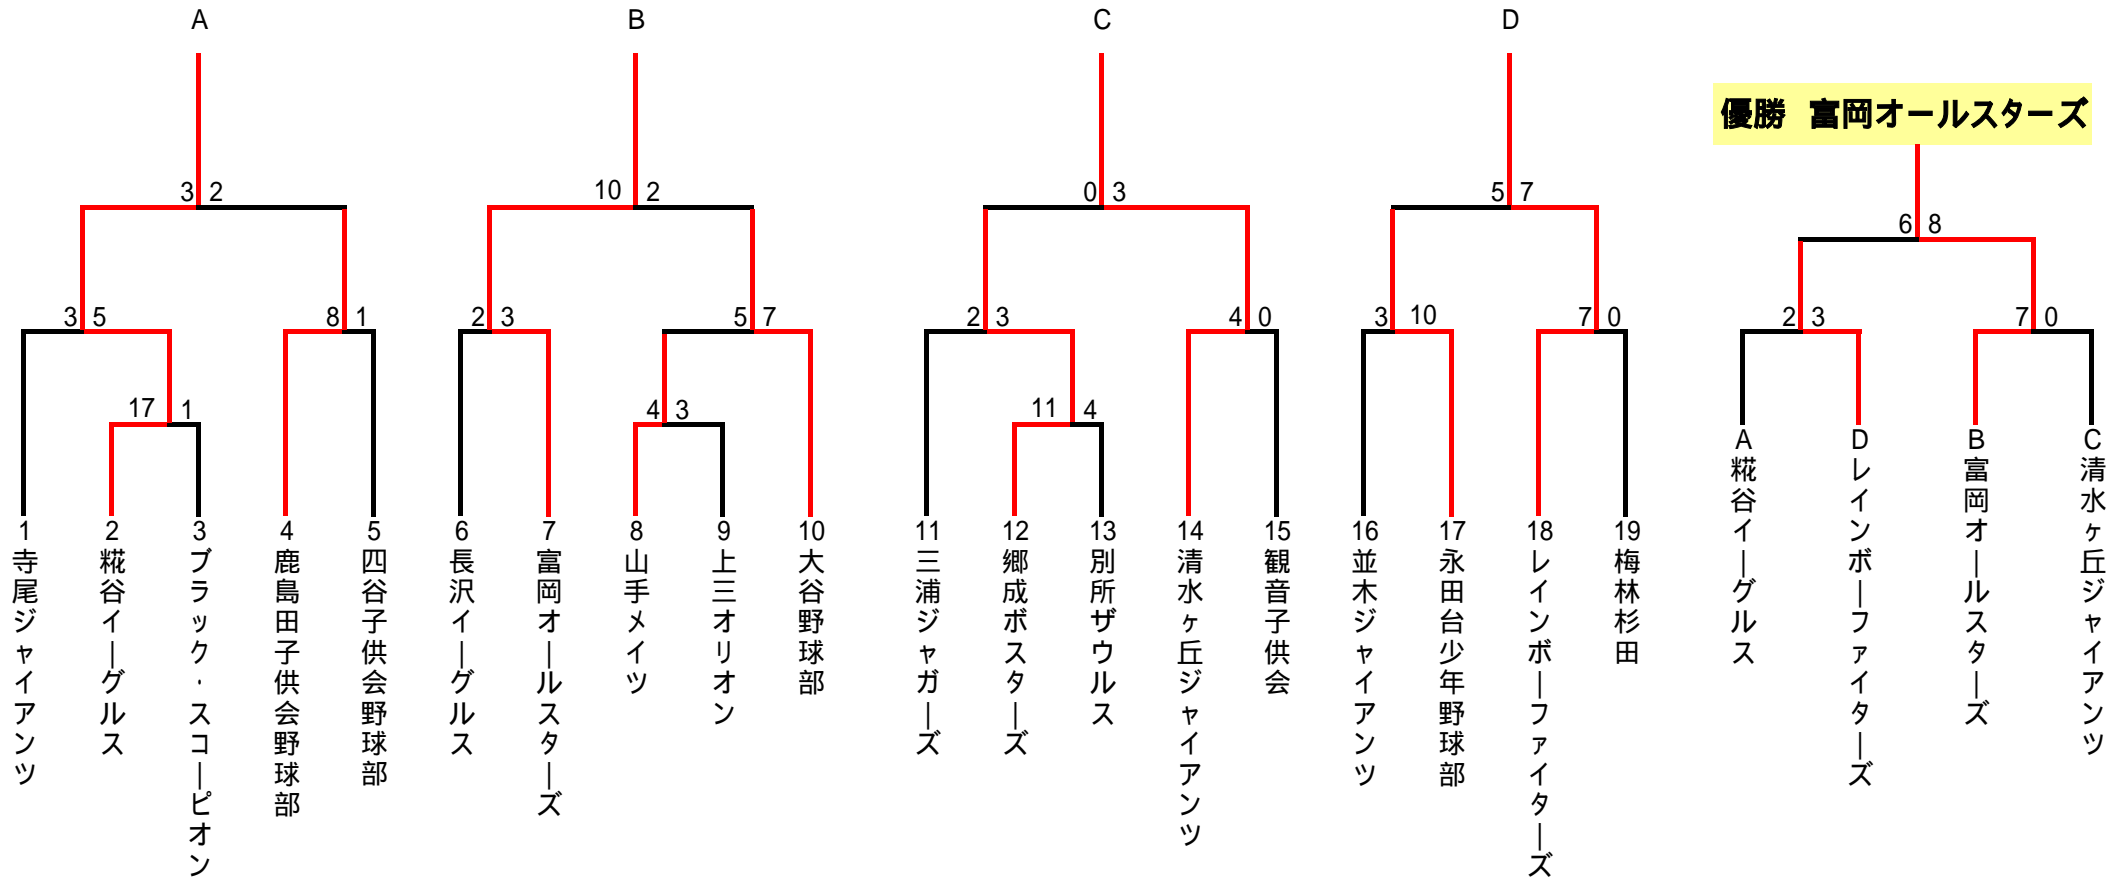 A
B
C
D
優勝 富岡オールスターズ
3 2
10 2
0 3
5 7
6 8
3 5
8 1
2 3
5 7
2 3
4 0
3 10
7 0
2 3
7 0
17 1
4 3
11 4
1 寺尾ジャイアンツ
2 糀谷イーグルス
3 ブラック・スコーピオン
4 鹿島田子供会野球部
5 四谷子供会野球部
6 長沢イーグルス
7 富岡オールスターズ
8 山手メイツ
9 上三オリオン
10 大谷野球部
11 三浦ジャガーズ
12 郷成ボスターズ
13 別所ザウルス
14 清水ヶ丘ジャイアンツ
15 観音子供会
16 並木ジャイアンツ
17 永田台少年野球部
18 レインボーファイターズ
19 梅林杉田
A 糀谷イーグルス
D レインボーファイターズ
B 富岡オールスターズ
C 清水ヶ丘ジャイアンツ